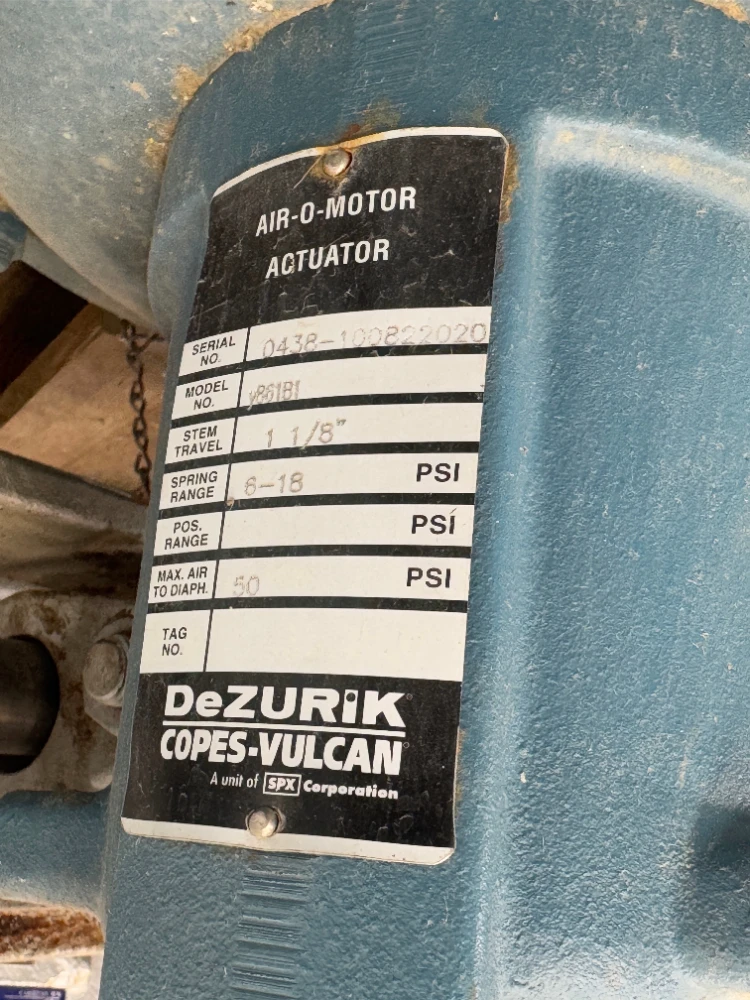 AIR-O-MOTOR
ACTUATOR
SERIAL NO. 0438-100822020
MODEL NO. y861B1
STEM TRAVEL 1 1/8"
SPRING RANGE 6-18 PSI
POS. RANGE PSI
MAX. AIR TO DIAPH. 50 PSI
TAG NO.
DeZURiK
COPES-VULCAN
A unit of SPX Corporation